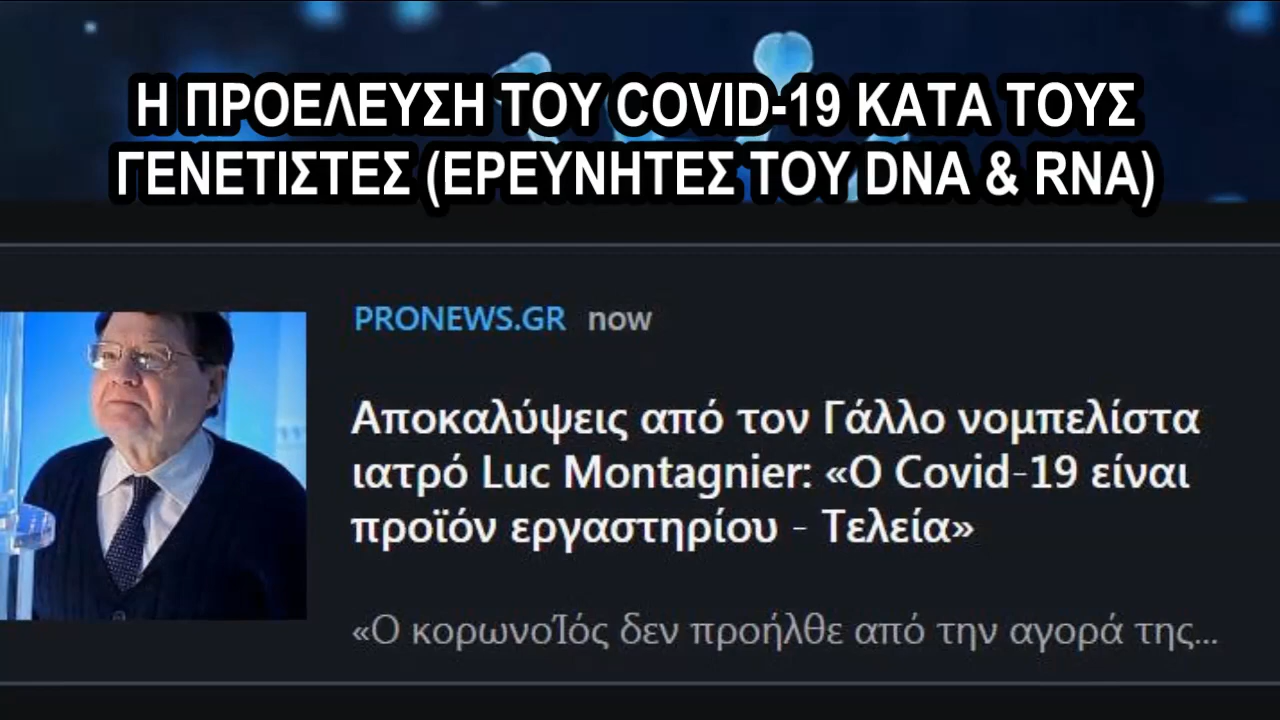 Η ΠΡΟΕΛΕΥΣΗ ΤΟΥ COVID-19 ΚΑΤΑ ΤΟΥΣ
ΓΕΝΕΤΙΣΤΕΣ (ΕΡΕΥΝΗΤΕΣ ΤΟΥ DNA & RNA)
PRONEWS.GR now
Αποκαλύψεις από τον Γάλλο νομπελίστα
ιατρό Luc Montagnier: «Ο Covid-19 είναι
προϊόν εργαστηρίου - Τελεία»
«Ο κορωνοΪός δεν προήλθε από την αγορά της...